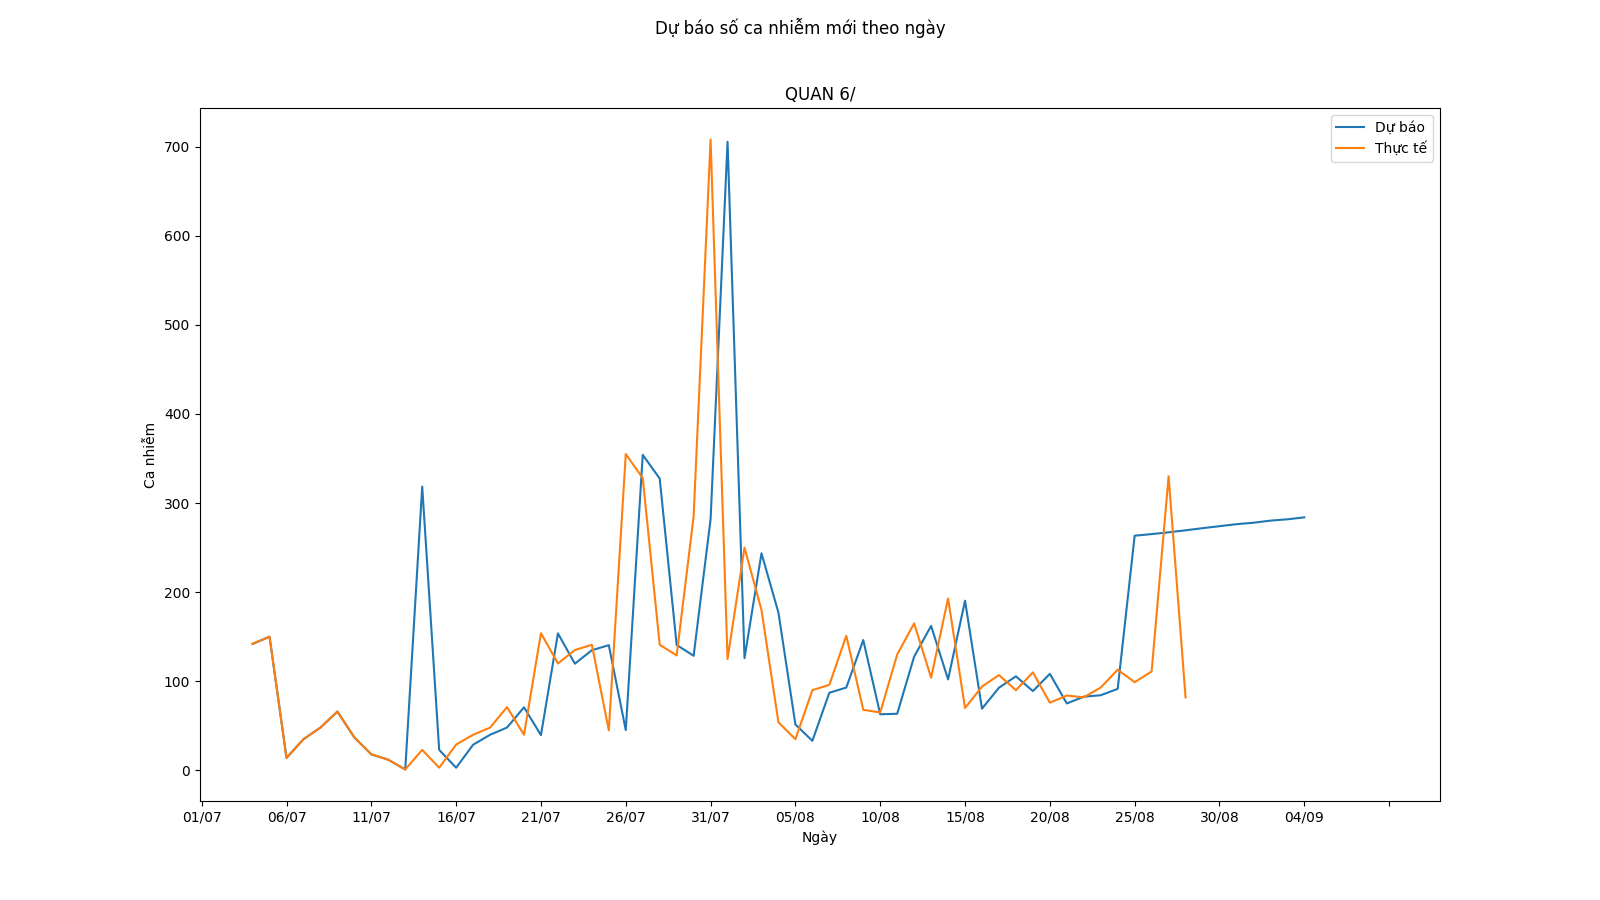 Dự báo số ca nhiễm mới theo ngày
QUAN 6/
Dự báo
Thực tế
700
600
500
400
300
200
100
0
Ca nhiễm
01/07 06/07 11/07 16/07 21/07 26/07 31/07 05/08 10/08 15/08 20/08 25/08 30/08 04/09
Ngày